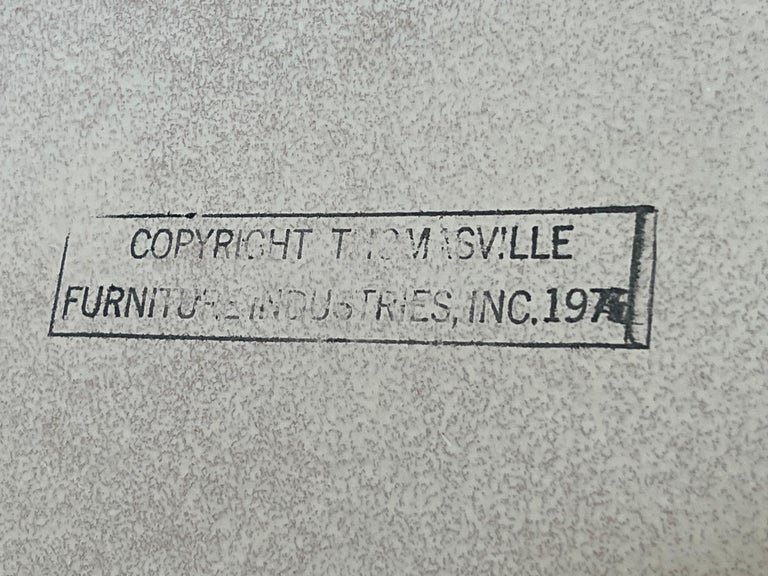 COPYRIGHT THOMASVILLE
FURNITURE INDUSTRIES, INC.